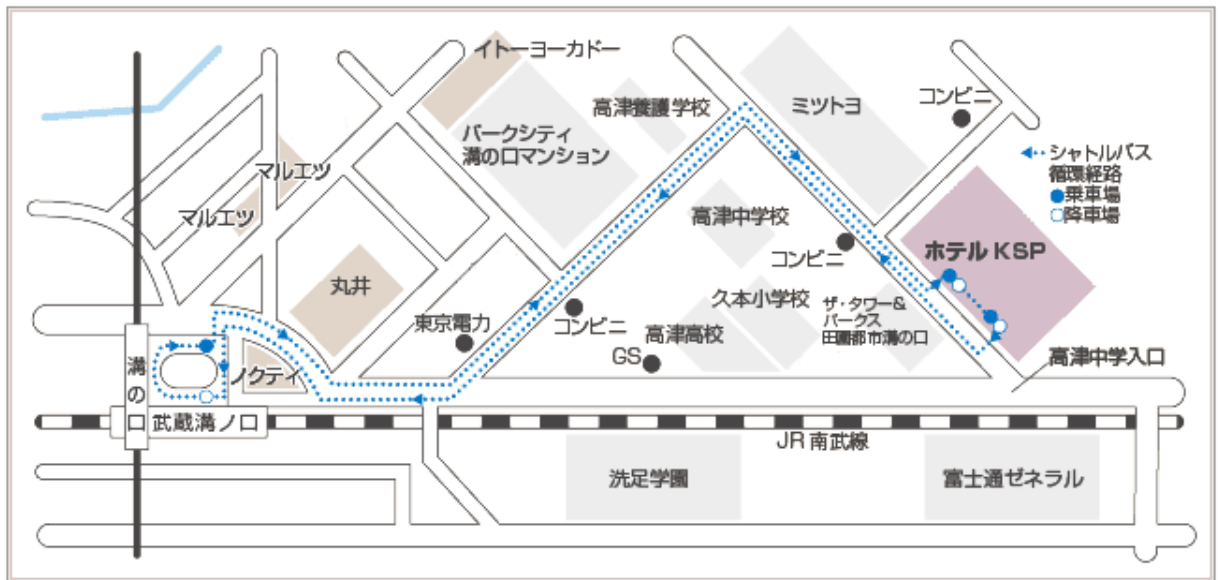 イトーヨーカドー
高津養護学校
ミツトヨ
コンビニ
パークシティ
溝の口マンション
マルエツ
マルエツ
シャトルバス
循環経路
乗車場
降車場
高津中学校
コンビニ
ホテル KSP
丸井
久本小学校
ザ・タワー&
パークス
田園都市溝の口
東京電力
コンビニ
高津高校
GS
ノクティ
高津中学入口
溝の口
武蔵溝ノ口
JR 南武線
洗足学園
富士通ゼネラル